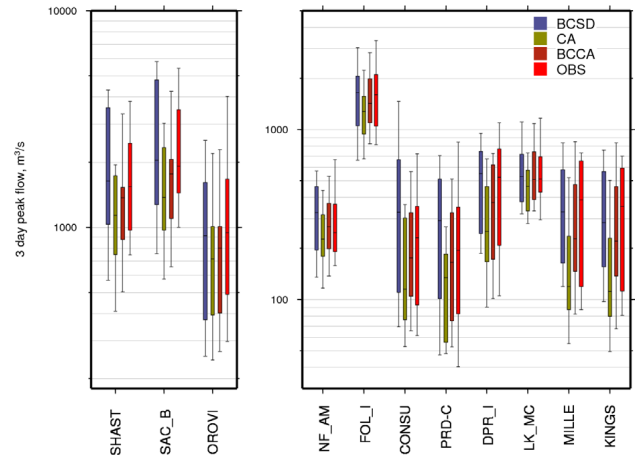 3 day peak flow, m³/s
10000
1000
SHAST
SAC_B
OROVI
1000
100
BCSD
CA
BCCA
OBS
NF_AM
FOL_I
CONSU
PRD-C
DPR_I
LK_MC
MILLE
KINGS